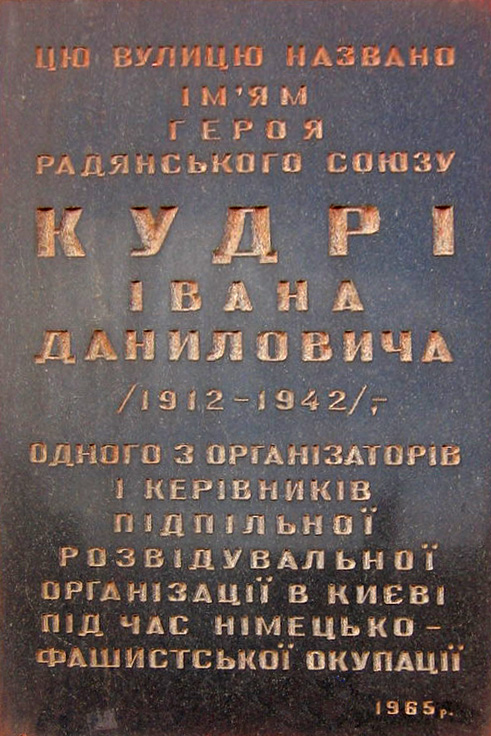 ЦЮ ВУЛИЦЮ НАЗВАНО
ІМ'ЯМ
ГЕРОЯ
РАДЯНСЬКОГО СОЮЗУ
КУДРІ
ІВАНА
ДАНИЛОВИЧА
/1912-1942/,-
ОДНОГО З ОРГАНІЗАТОРІВ
І КЕРІВНИКІВ
ПІДПІЛЬНОЇ
РОЗВІДУВАЛЬНОЇ
ОРГАНІЗАЦІЇ В КИЄВІ
ПІД ЧАС НІМЕЦЬКО-
ФАШИСТСЬКОЇ ОКУПАЦІЇ
1965р.